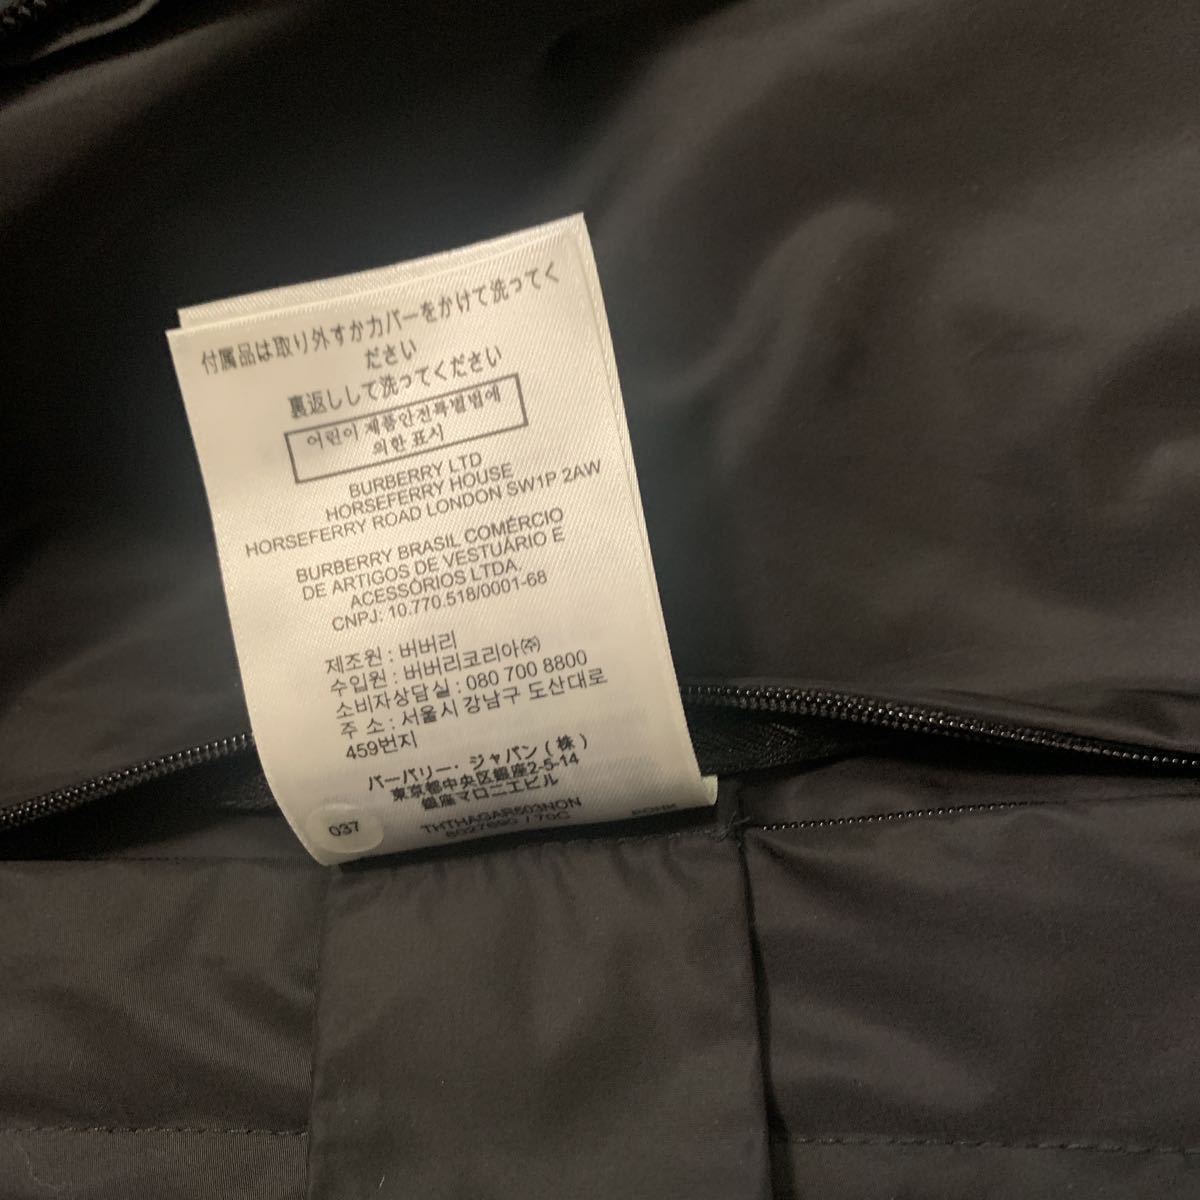 付属品は取り外すかカバーをかけて洗ってく
ださい
裏返しして洗ってください
어린이 제품안전특별법에
의한 표시
BURBERRY LTD
HORSEFERRY HOUSE
HORSEFERRY ROAD LONDON SW1P 2AW
BURBERRY BRASIL COMÉRCIO
DE ARTIGOS DE VESTUÁRIO E
ACESSÓRIOS LTDA
CNPJ: 10.770.518/0001-68
제조원 : 버버리
수입원 : 버버리코리아㈜
소비자상담실 : 080 700 8800
주 소 : 서울시 강남구 도산대로
459번지
バーバリー・ジャパン(株)
東京都中央区銀座2-5-14
銀座マロニエビル
037
THTHAGAR503NON
8027690 / 70C